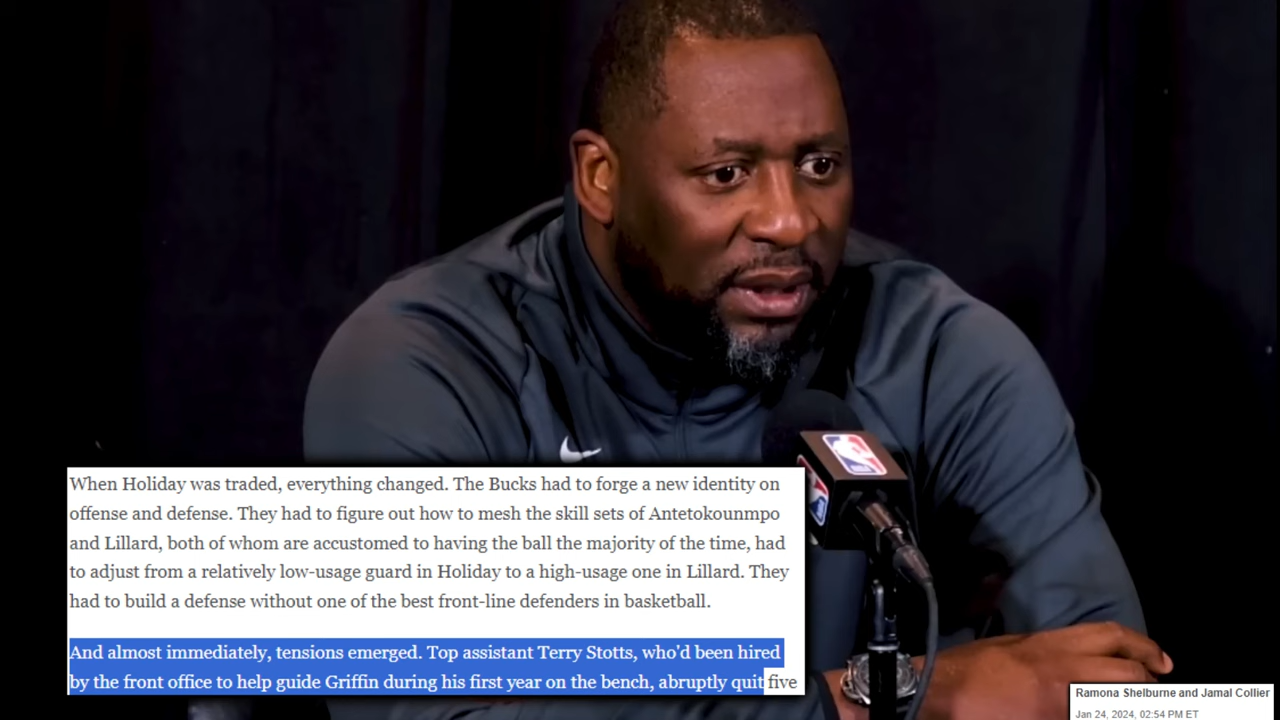 When Holiday was traded, everything changed. The Bucks had to forge a new identity on
offense and defense. They had to figure out how to mesh the skill sets of Antetokounmpo
and Lillard, both of whom are accustomed to having the ball the majority of the time, had
to adjust from a relatively low-usage guard in Holiday to a high-usage one in Lillard. They
had to build a defense without one of the best front-line defenders in basketball.
And almost immediately, tensions emerged. Top assistant Terry Stotts, who'd been hired
by the front office to help guide Griffin during his first year on the bench, abruptly quit five
Ramona Shelburne and Jamal Collier
Jan 24, 2024, 02:54 PM ET